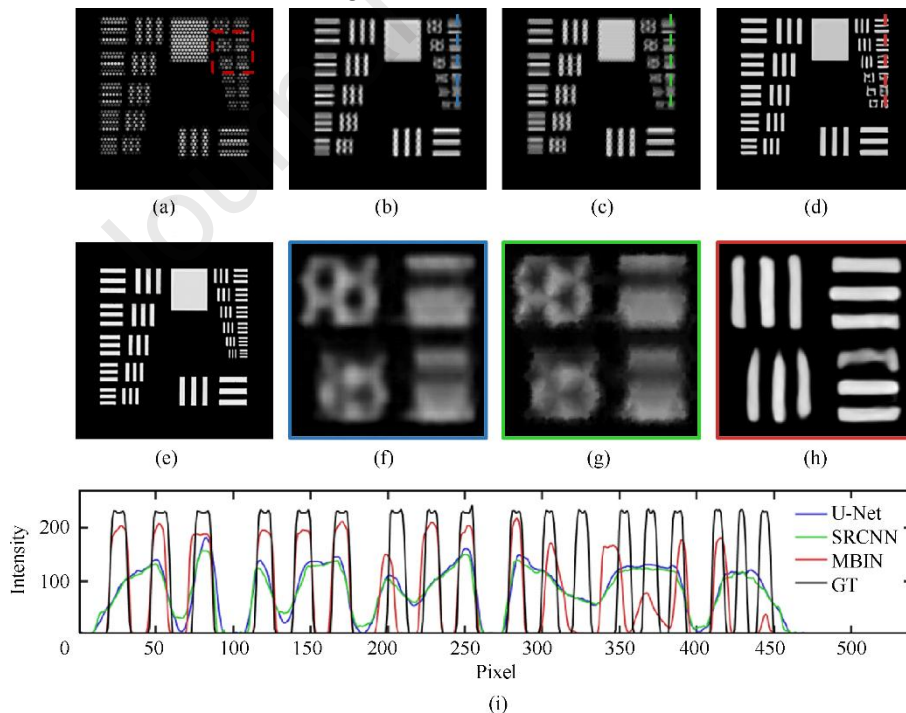 Journal
(a) (b) (c) (d)
(e) (f) (g) (h)
U-Net
SRCNN
MBIN
GT
Intensity
200
100
0
0 50 100 150 200 250 300 350 400 450 500
Pixel
(i)